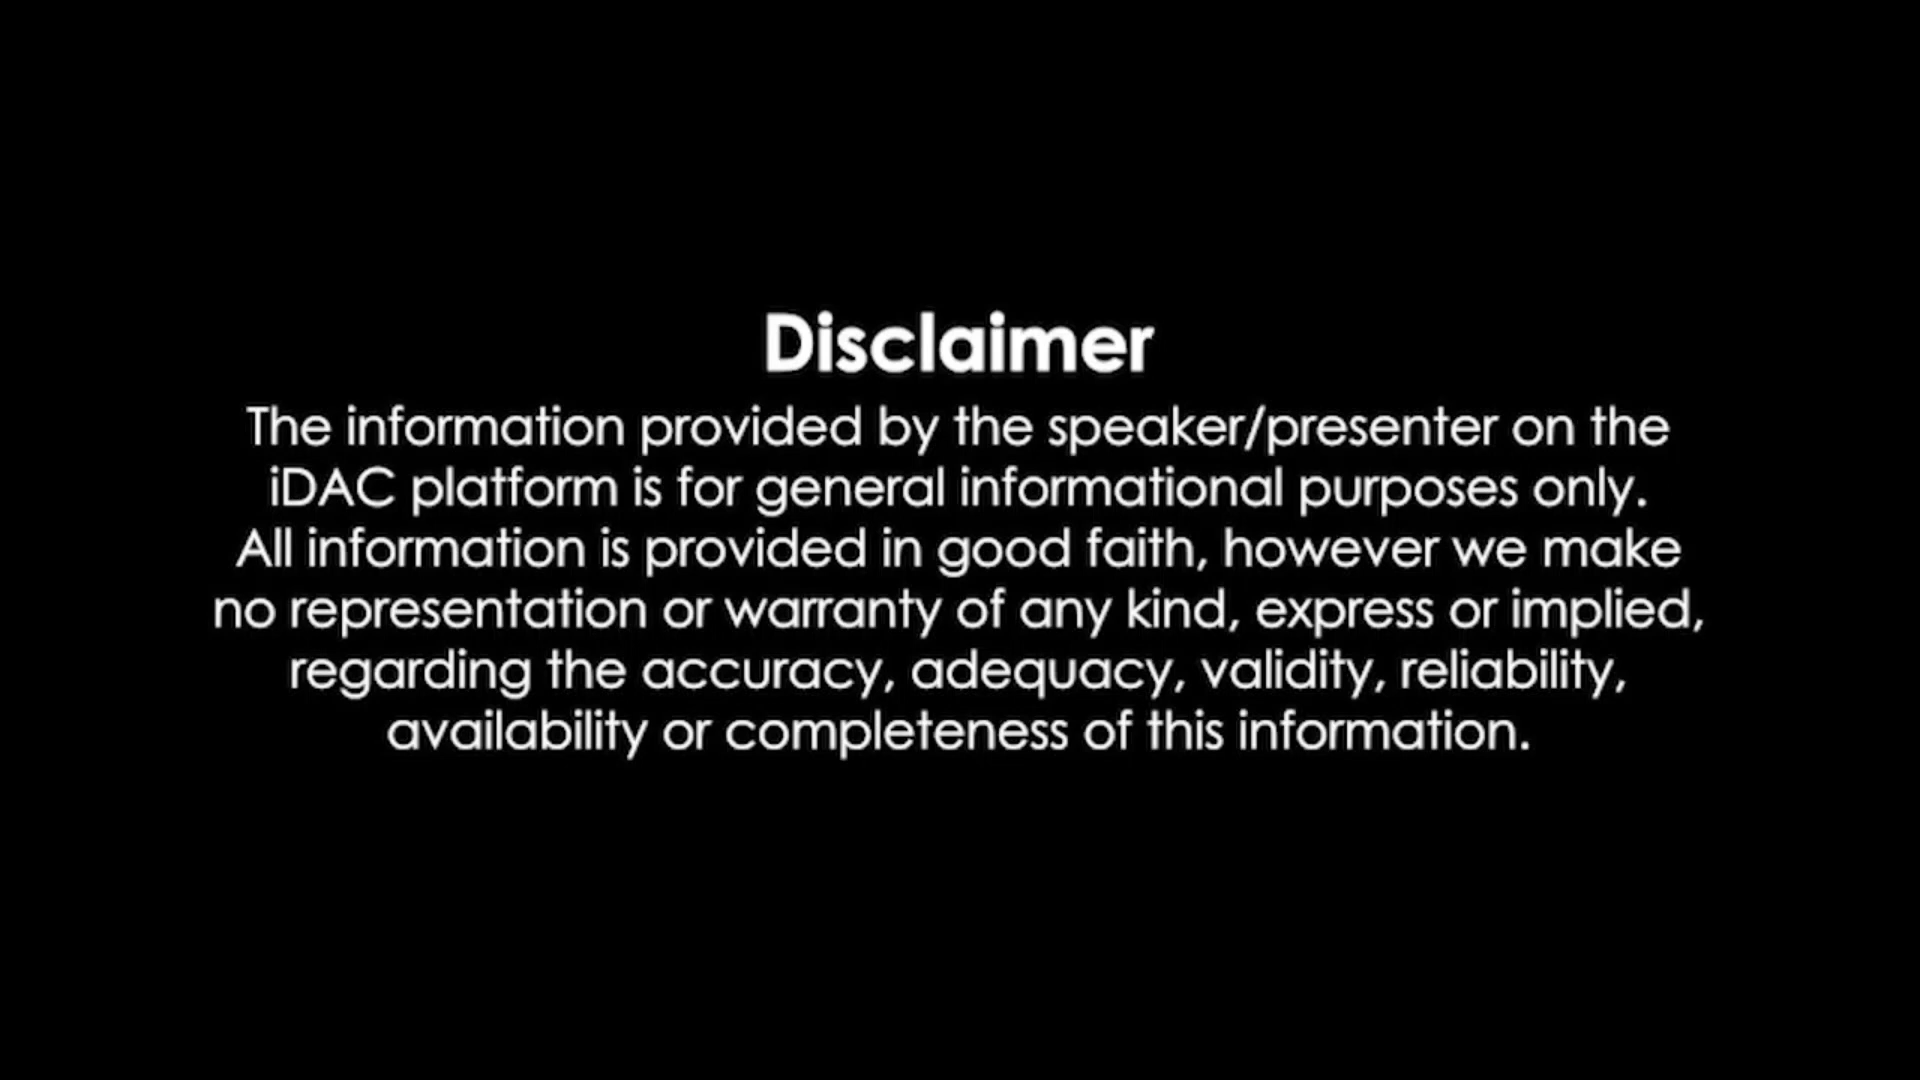 Disclaimer
The information provided by the speaker/presenter on the
iDAC platform is for general informational purposes only.
All information is provided in good faith, however we make
no representation or warranty of any kind, express or implied,
regarding the accuracy, adequacy, validity, reliability,
availability or completeness of this information.